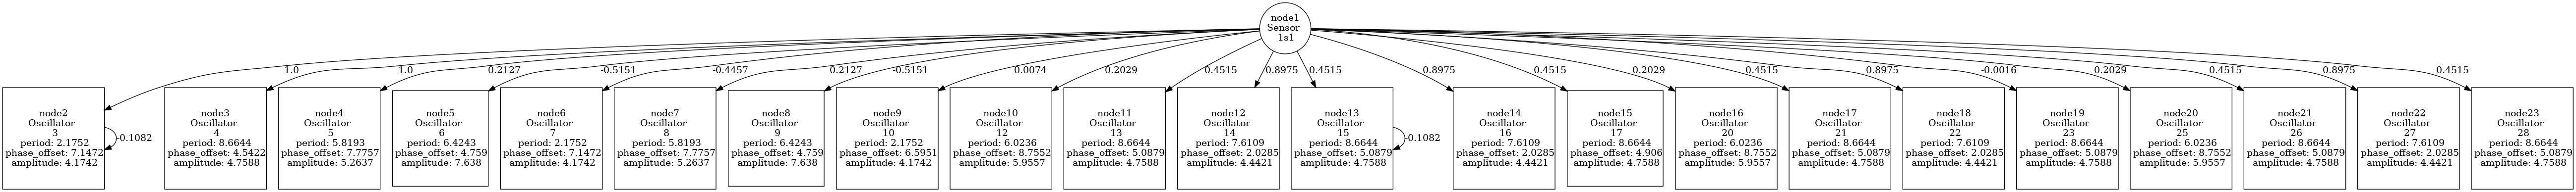 node1
Sensor
1s1
1.0
1.0
0.2127
-0.5151
-0.4457
0.2127
-0.5151
0.0074
0.2029
0.4515
0.8975
0.4515
0.8975
0.4515
0.2029
0.4515
0.8975
-0.0016
0.2029
0.4515
0.8975
0.4515
node2
Oscillator
3
period: 2.1752
phase_offset: 7.1472
amplitude: 4.1742
-0.1082
node3
Oscillator
4
period: 8.6644
phase_offset: 4.5422
amplitude: 4.7588
node4
Oscillator
5
period: 5.8193
phase_offset: 7.7757
amplitude: 5.2637
node5
Oscillator
6
period: 6.4243
phase_offset: 4.759
amplitude: 7.638
node6
Oscillator
7
period: 2.1752
phase_offset: 7.1472
amplitude: 4.1742
node7
Oscillator
8
period: 5.8193
phase_offset: 7.7757
amplitude: 5.2637
node8
Oscillator
9
period: 6.4243
phase_offset: 4.759
amplitude: 7.638
node9
Oscillator
10
period: 2.1752
phase_offset: 6.5951
amplitude: 4.1742
node10
Oscillator
12
period: 6.0236
phase_offset: 8.7552
amplitude: 5.9557
node11
Oscillator
13
period: 8.6644
phase_offset: 5.0879
amplitude: 4.7588
node12
Oscillator
14
period: 7.6109
phase_offset: 2.0285
amplitude: 4.4421
node13
Oscillator
15
period: 8.6644
phase_offset: 5.0879
amplitude: 4.7588
-0.1082
node14
Oscillator
16
period: 7.6109
phase_offset: 2.0285
amplitude: 4.4421
node15
Oscillator
17
period: 8.6644
phase_offset: 4.906
amplitude: 4.7588
node16
Oscillator
20
period: 6.0236
phase_offset: 8.7552
amplitude: 5.9557
node17
Oscillator
21
period: 8.6644
phase_offset: 5.0879
amplitude: 4.7588
node18
Oscillator
22
period: 7.6109
phase_offset: 2.0285
amplitude: 4.4421
node19
Oscillator
23
period: 8.6644
phase_offset: 5.0879
amplitude: 4.7588
node20
Oscillator
25
period: 6.0236
phase_offset: 8.7552
amplitude: 5.9557
node21
Oscillator
26
period: 8.6644
phase_offset: 5.0879
amplitude: 4.7588
node22
Oscillator
27
period: 7.6109
phase_offset: 2.0285
amplitude: 4.4421
node23
Oscillator
28
period: 8.6644
phase_offset: 5.0879
amplitude: 4.7588